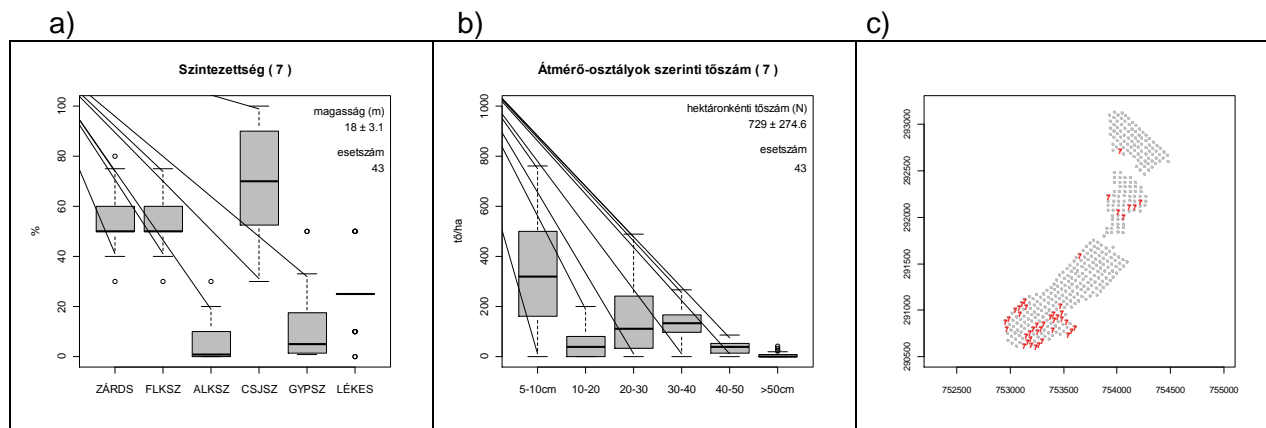 a)
Szintezettség ( 7 )
magasság (m)
18 ± 3.1
esetszám
43
%
100
80
60
40
20
0
ZÁRDS FLKSZ ALKSZ CSJSZ GYPSZ LÉKES
b)
Átmérő-osztályok szerinti tőszám ( 7 )
hektáronkénti tőszám (N)
729 ± 274.6
esetszám
43
tő/ha
1000
800
600
400
200
0
5-10cm 10-20 20-30 30-40 40-50 >50cm
c)
293000
292500
292000
291500
291000
290500
752500 753000 753500 754000 754500 755000